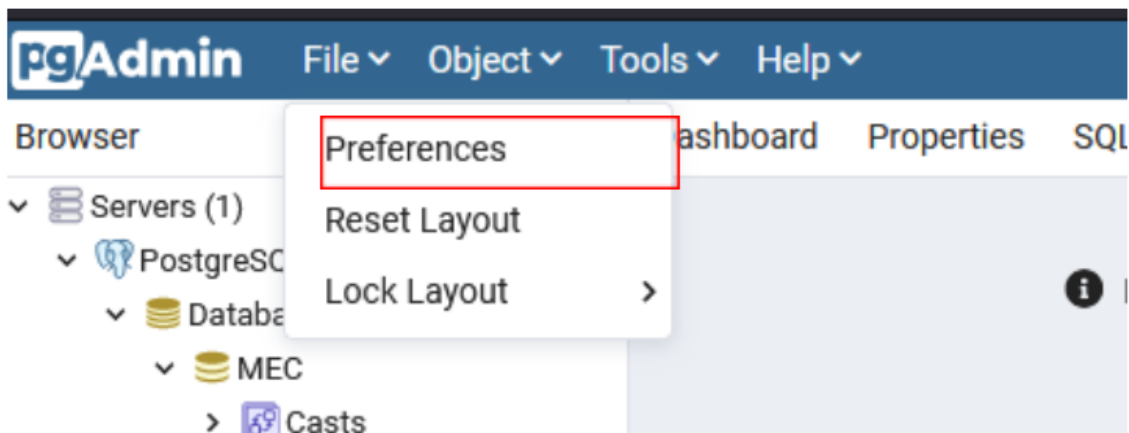 pgAdmin File Object Tools Help
Browser
Preferences
ashboard Properties SQL
Servers (1)
Reset Layout
PostgreSQ
Lock Layout
Databa
MEC
Casts